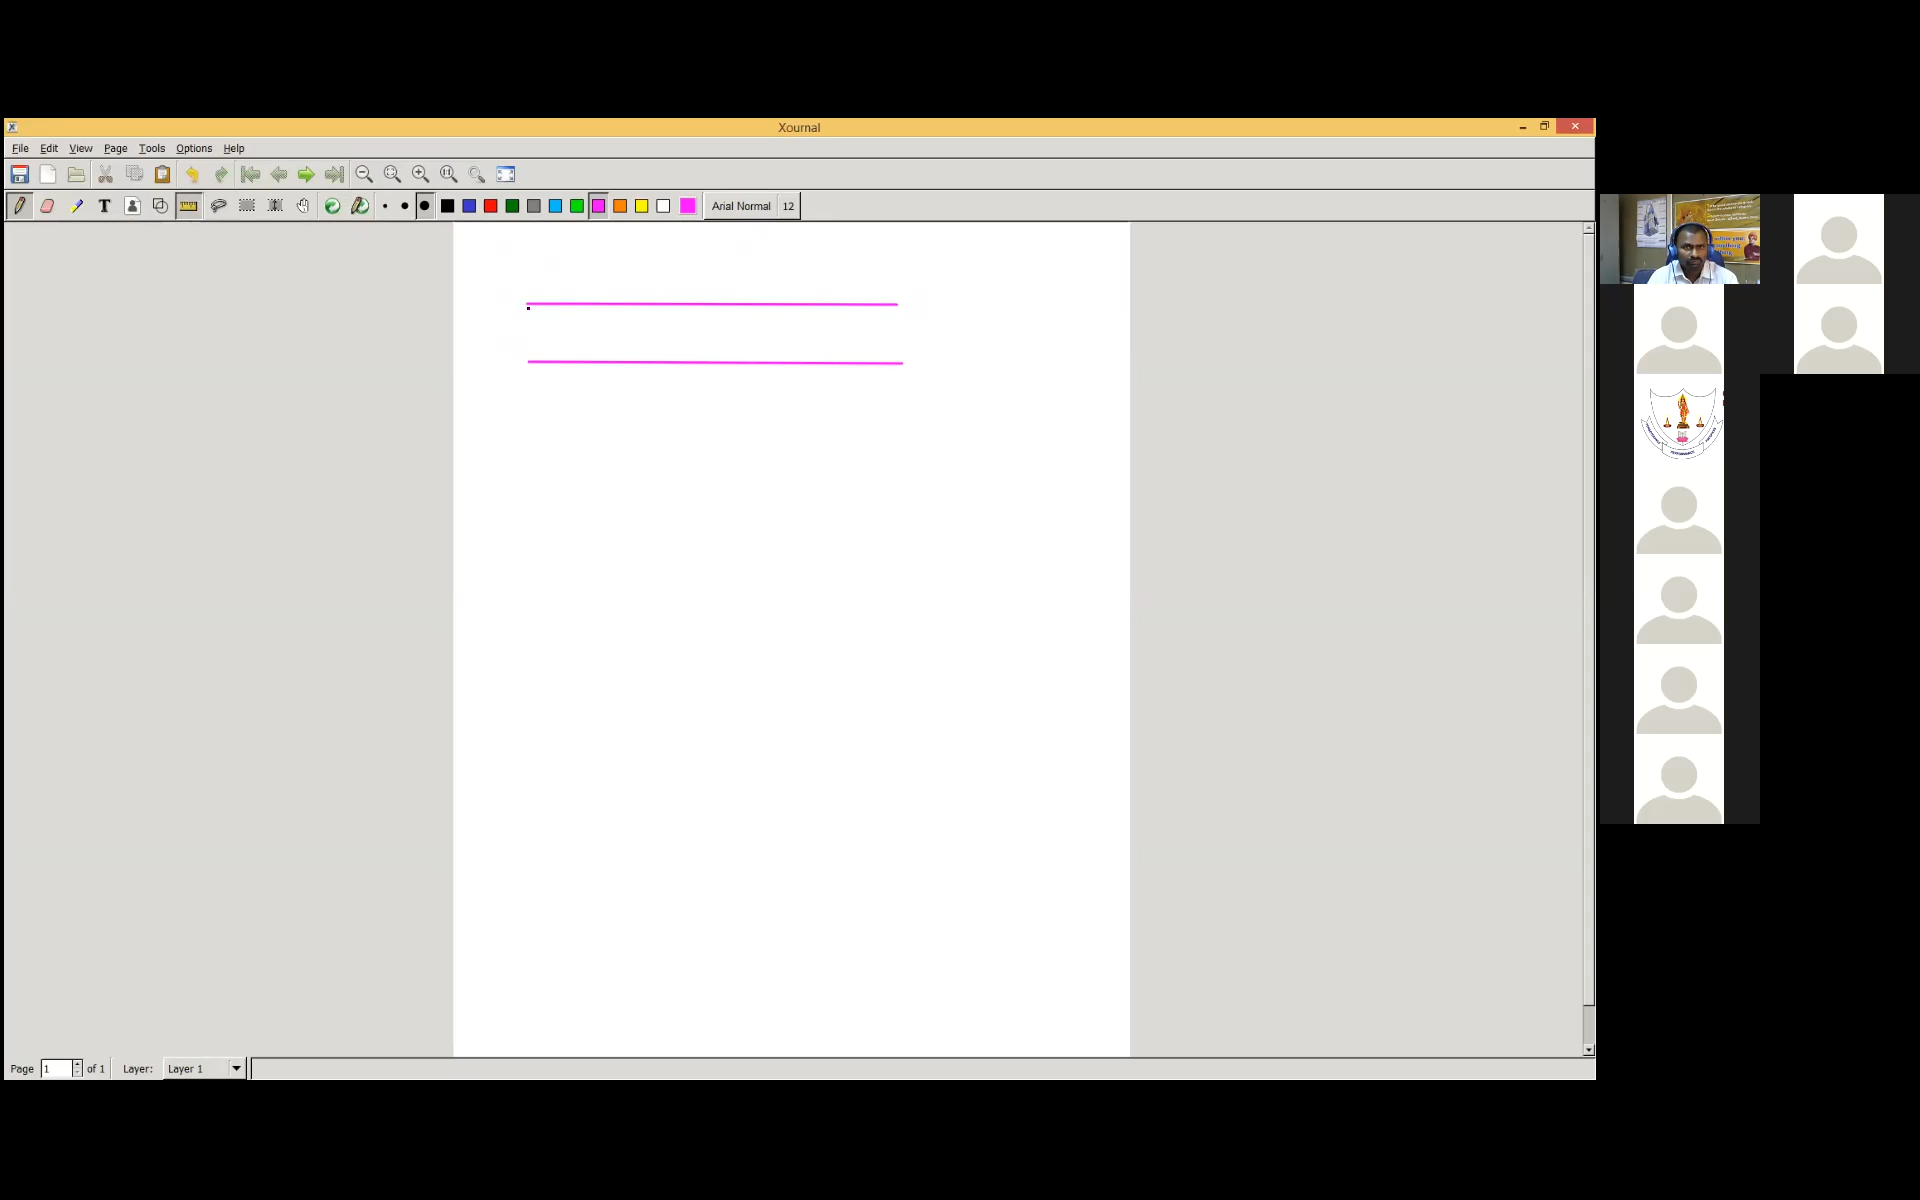 Xournal
File Edit View Page Tools Options Help
T Arial Normal 12
Page 1 of 1 Layer: Layer 1